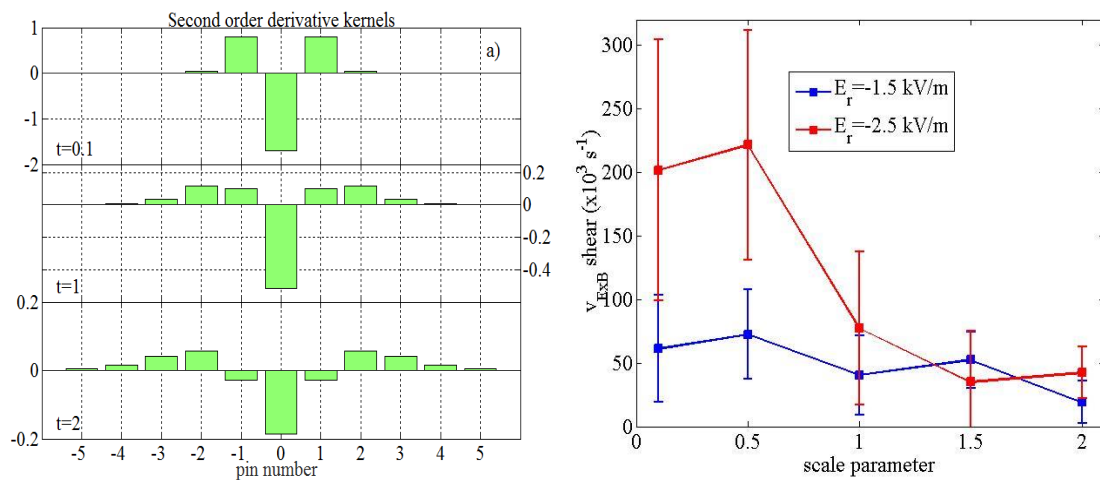 Second order derivative kernels
a)
1
0
-1
-2
t=0.1
0.2
0
-0.2
-0.4
t=1
0.2
0
-0.2
t=2
-5 -4 -3 -2 -1 0 1 2 3 4 5
pin number
300
250
200
150
100
50
0
v_ExB shear (x10^3 s^-1)
E_r=-1.5 kV/m
E_r=-2.5 kV/m
0 0.5 1 1.5 2
scale parameter